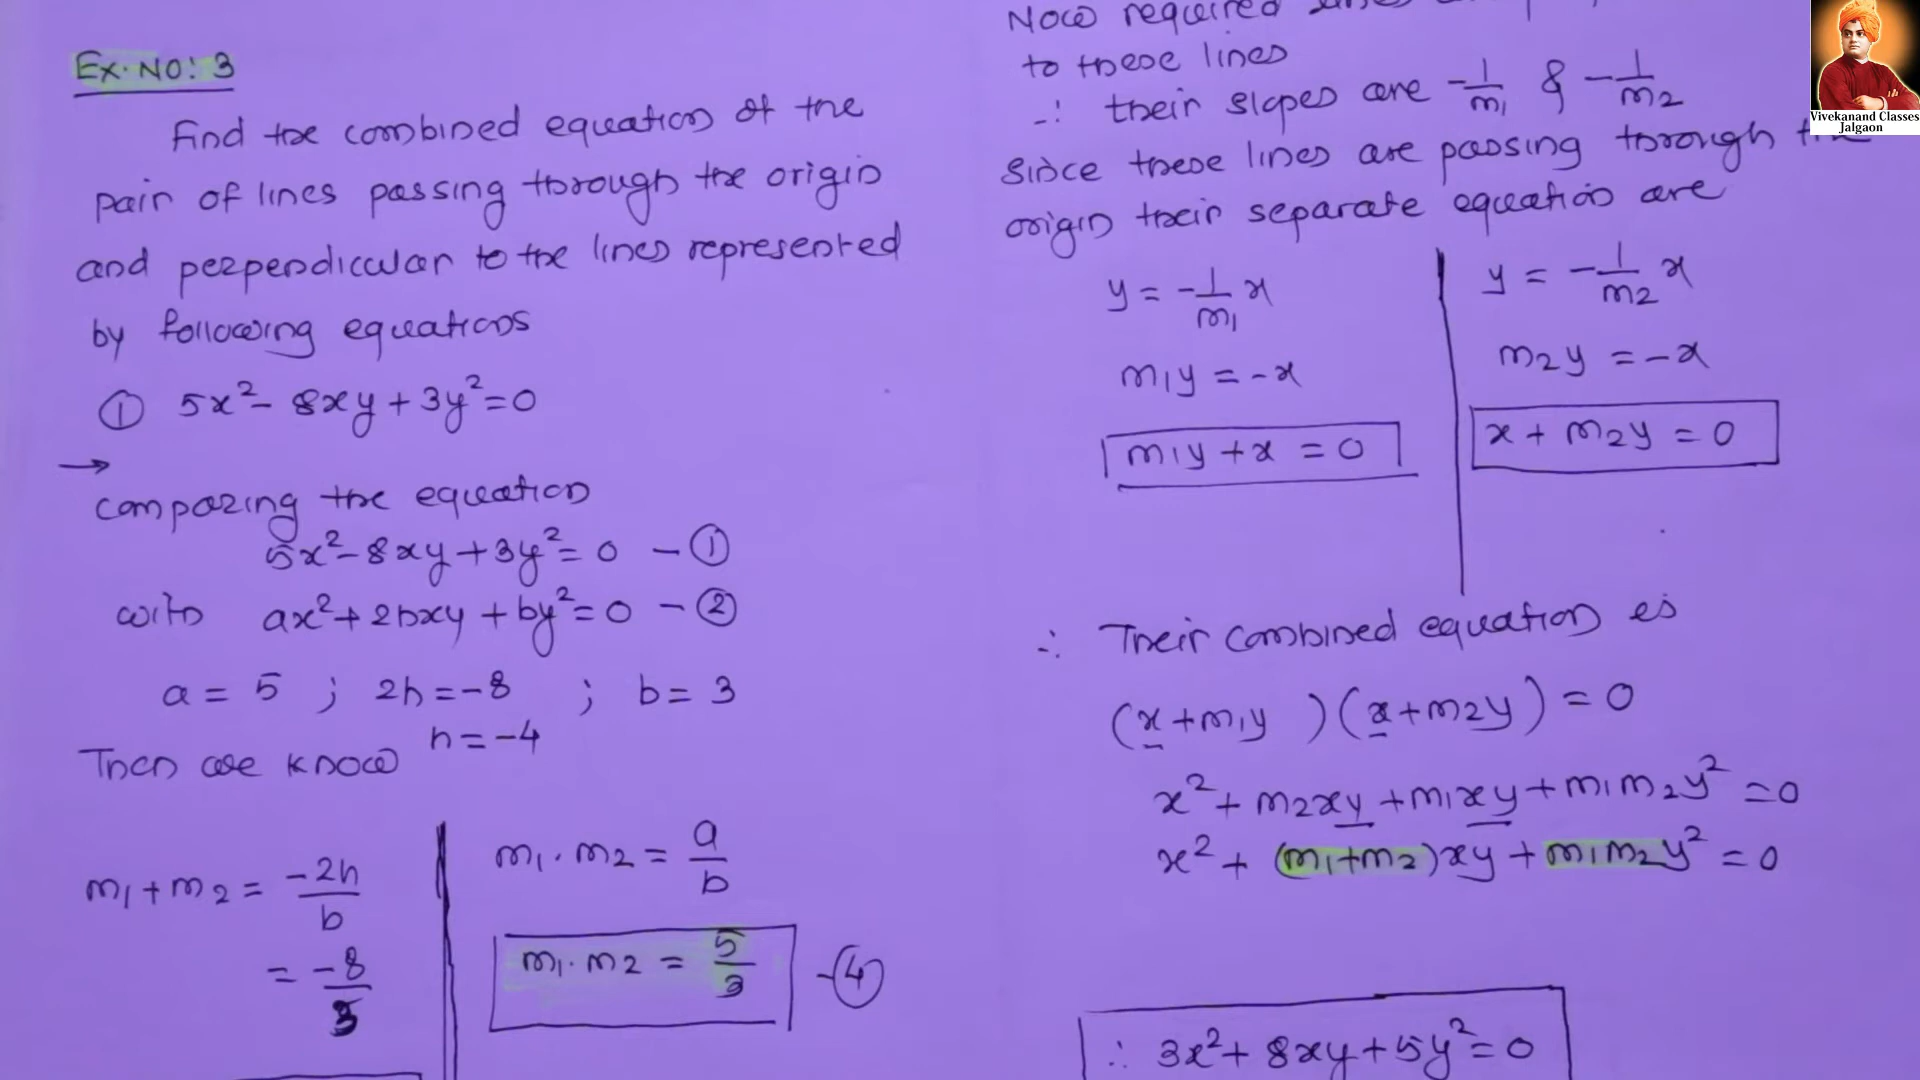 Ex. No: 3
Find the combined equation of the
pair of lines passing through the origin
and perpendicular to the lines represented
by following equations
① 5x²- 8xy + 3y²=0
→
comparing the equation
5x²-8xy+3y²=0 - ①
with ax²+2hxy+by²=0 - ②
a = 5 ; 2h=-8 ; b= 3
h=-4
Then we know
m₁+m₂ = -2h/b
= -8/3
m₁.m₂ = a/b
m₁.m₂ = 5/3 -④
Now required lines
to these lines
∴ their slopes are -1/m₁ & -1/m₂
since these lines are passing through the
origin their separate equation are
y = -1/m₁ x
m₁y = -x
m₁y + x = 0
y = -1/m₂ x
m₂y = -x
x + m₂y = 0
∴ Their combined equation is
(x+m₁y )(x+m₂y)=0
x²+m₂xy+m₁xy+m₁m₂y²=0
x²+ (m₁+m₂)xy+m₁m₂y²=0
∴ 3x²+8xy+5y²=0
Vivekanand Classes
Jalgaon